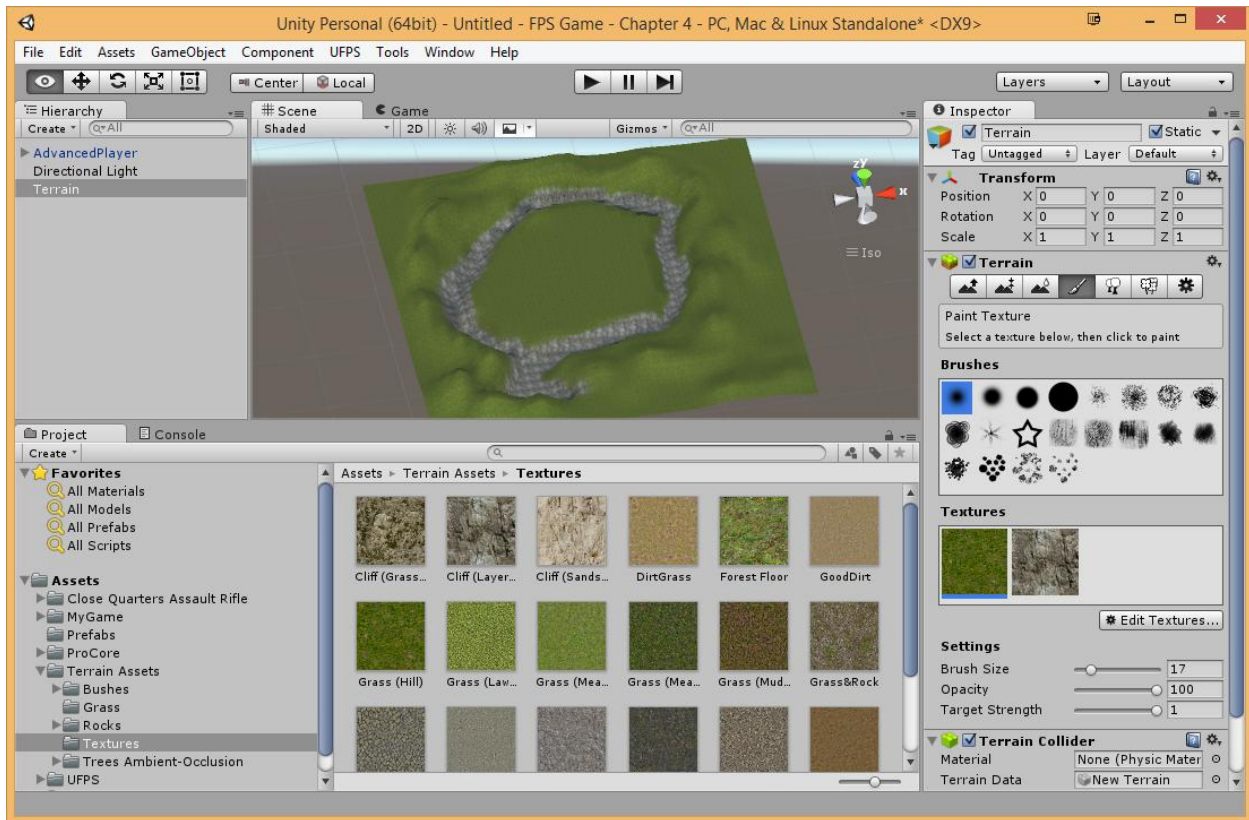 Unity Personal (64bit) - Untitled - FPS Game - Chapter 4 - PC, Mac & Linux Standalone* <DX9>
File Edit Assets GameObject Component UFPS Tools Window Help
Center Local Layers Layout
Hierarchy
Create All
AdvancedPlayer
Directional Light
Terrain
Scene Game
Shaded 2D Gizmos All
zy
x
Iso
Project Console
Create
Favorites
All Materials
All Models
All Prefabs
All Scripts
Assets
Close Quarters Assault Rifle
MyGame
Prefabs
ProCore
Terrain Assets
Bushes
Grass
Rocks
Textures
Trees Ambient-Occlusion
UFPS
Assets Terrain Assets Textures
Cliff (Grass... Cliff (Layer... Cliff (Sands... DirtGrass Forest Floor GoodDirt
Grass (Hill) Grass (Law... Grass (Mea... Grass (Mea... Grass (Mud... Grass&Rock
Inspector
Terrain Static
Tag Untagged Layer Default
Transform
Position X 0 Y 0 Z 0
Rotation X 0 Y 0 Z 0
Scale X 1 Y 1 Z 1
Terrain
Paint Texture
Select a texture below, then click to paint
Brushes
Textures
Edit Textures...
Settings
Brush Size 17
Opacity 100
Target Strength 1
Terrain Collider
Material None (Physic Mater
Terrain Data New Terrain